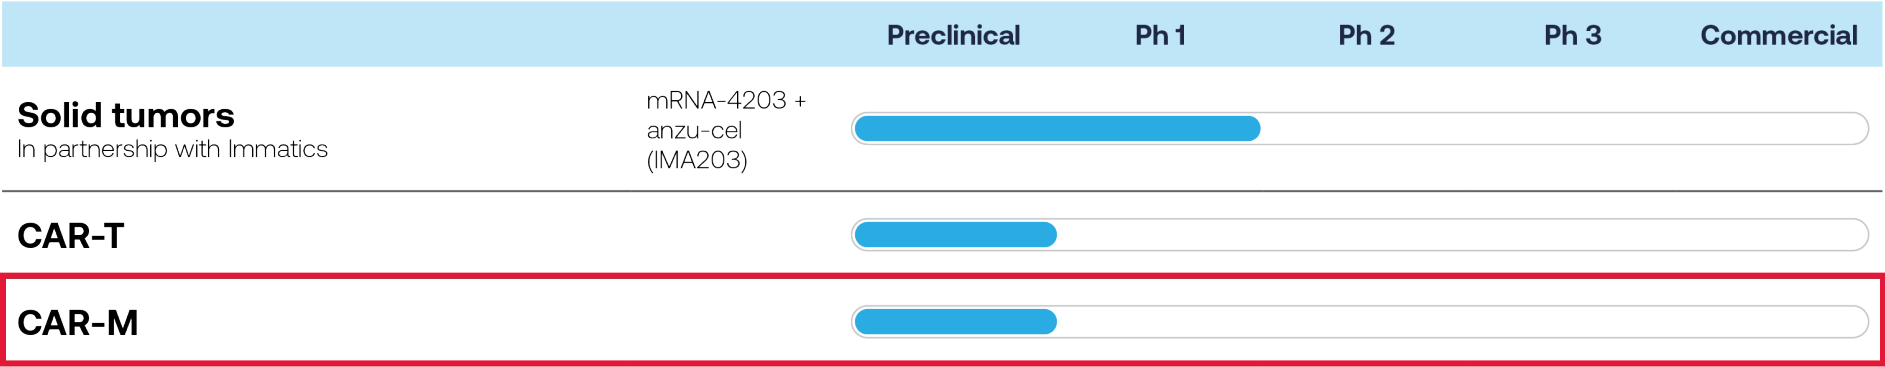 Preclinical Ph 1 Ph 2 Ph 3 Commercial
Solid tumors
In partnership with Immatics
mRNA-4203 +
anzu-cel
(IMA203)
CAR-T
CAR-M